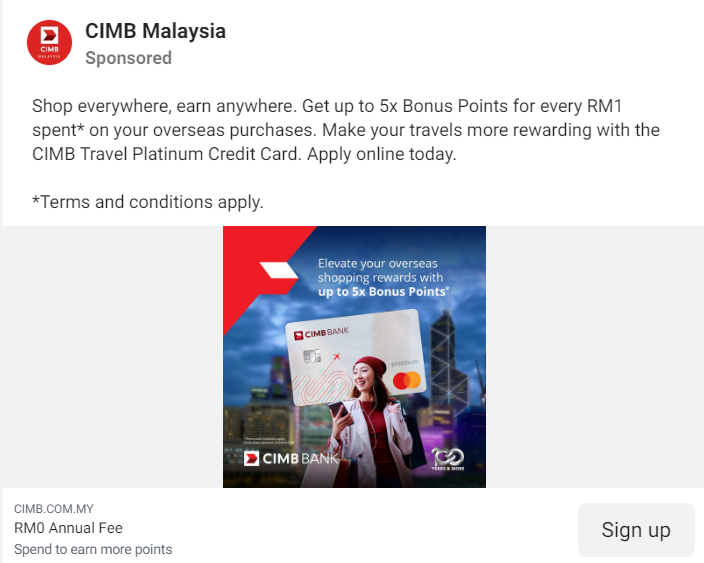 CIMB Malaysia
CIMB
MALAYSIA
Sponsored
Shop everywhere, earn anywhere. Get up to 5x Bonus Points for every RM1
spent* on your overseas purchases. Make your travels more rewarding with the
CIMB Travel Platinum Credit Card. Apply online today.
*Terms and conditions apply.
Elevate your overseas
shopping rewards with
up to 5x Bonus Points*
CIMB BANK
platinum
CIMB BANK
YEARS & MORE
CIMB.COM.MY
RM0 Annual Fee
Spend to earn more points
Sign up